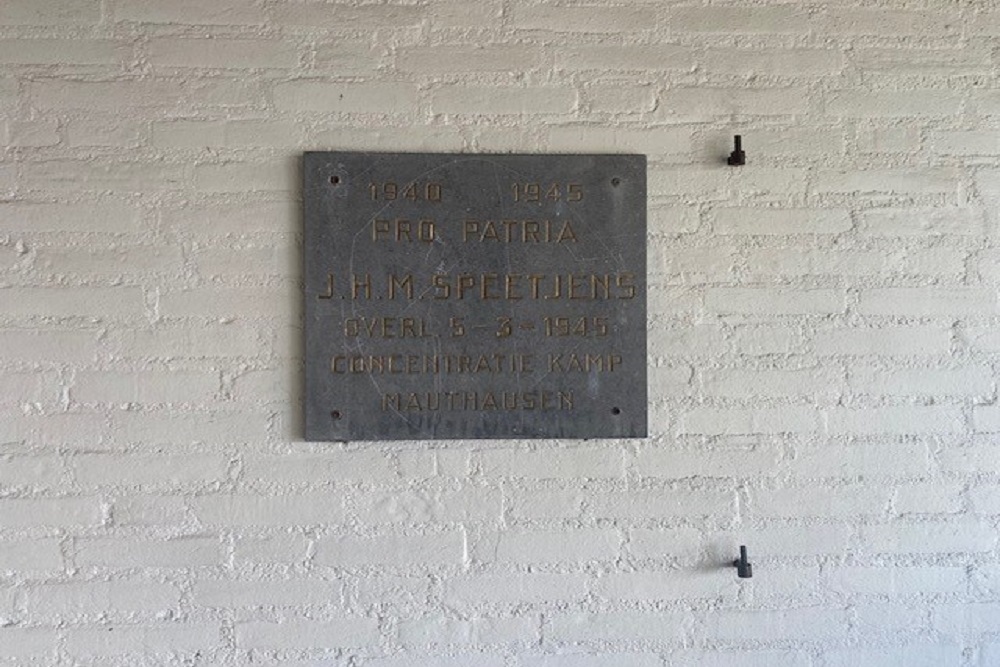 1940 1945
PRO PATRIA
J.H.M. SPEETJENS
OVERL. 5-3-1945
CONCENTRATIE KAMP
MAUTHAUSEN